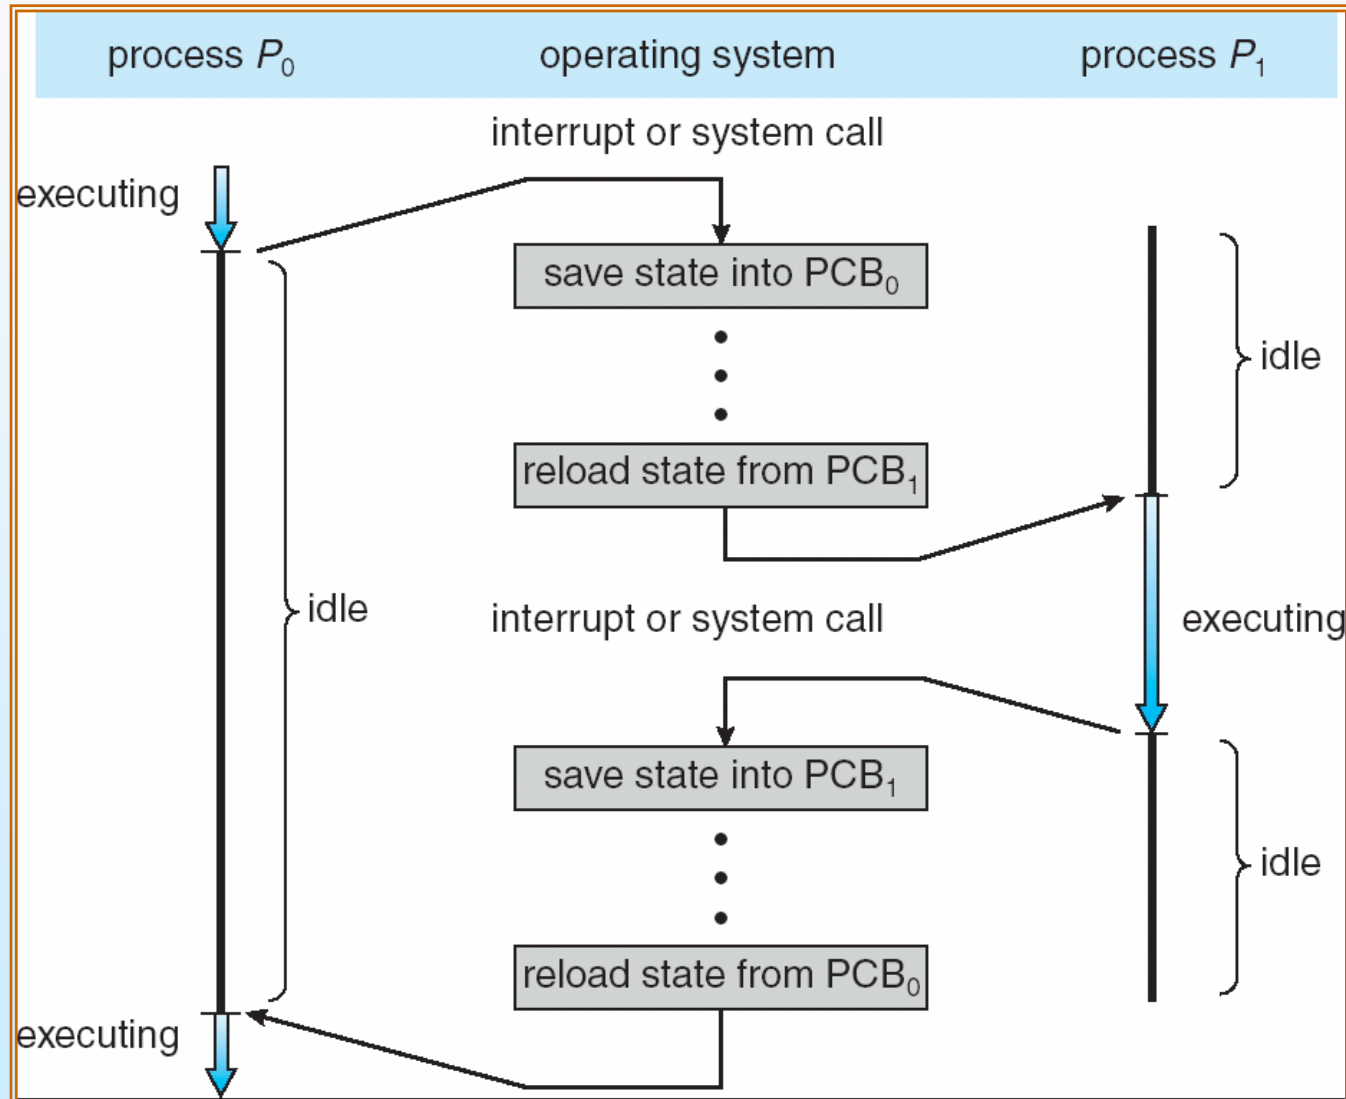 process P₀ operating system process P₁
interrupt or system call
executing
save state into PCB₀
idle
reload state from PCB₁
idle
interrupt or system call
executing
save state into PCB₁
idle
reload state from PCB₀
executing